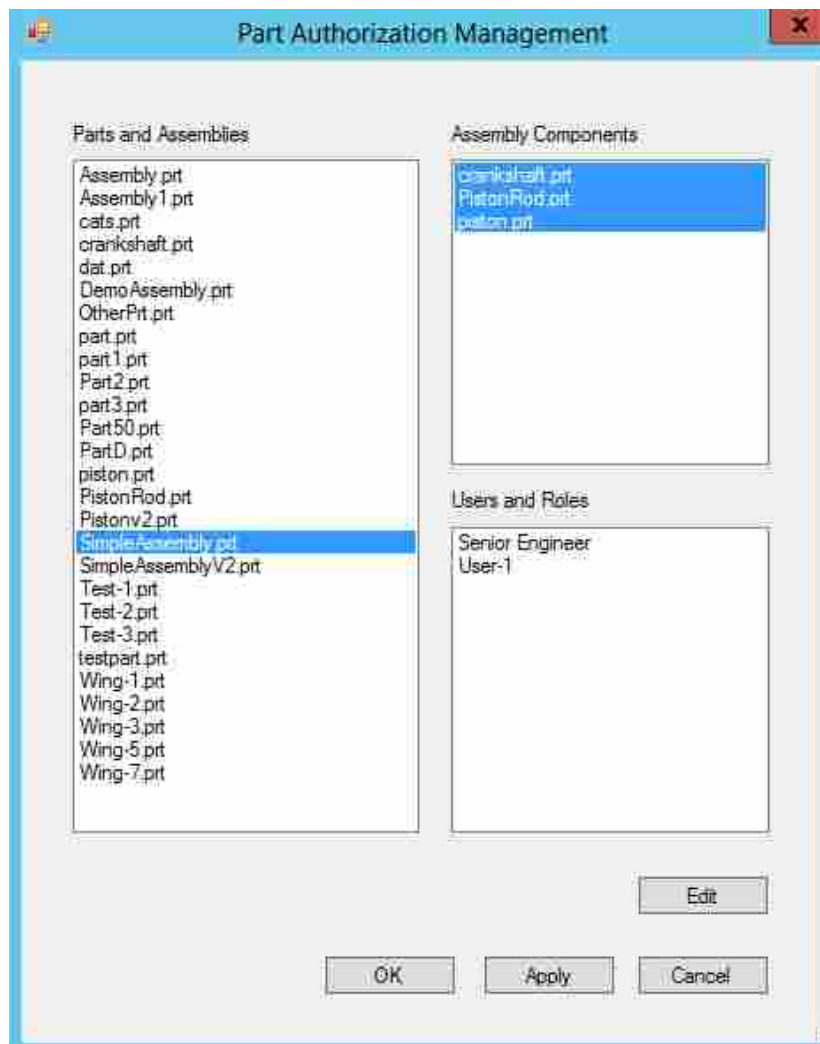 Part Authorization Management
Parts and Assemblies
Assembly.prt
Assembly1.prt
cats.prt
crankshaft.prt
dat.prt
DemoAssembly.prt
OtherPrt.prt
part.prt
part1.prt
Part2.prt
part3.prt
Part50.prt
PartD.prt
piston.prt
PistonRod.prt
Pistonv2.prt
SimpleAssembly.prt
SimpleAssemblyV2.prt
Test-1.prt
Test-2.prt
Test-3.prt
testpart.prt
Wing-1.prt
Wing-2.prt
Wing-3.prt
Wing-5.prt
Wing-7.prt
Assembly Components
crankshaft.prt
PistonRod.prt
piston.prt
Users and Roles
Senior Engineer
User-1
Edit
OK
Apply
Cancel